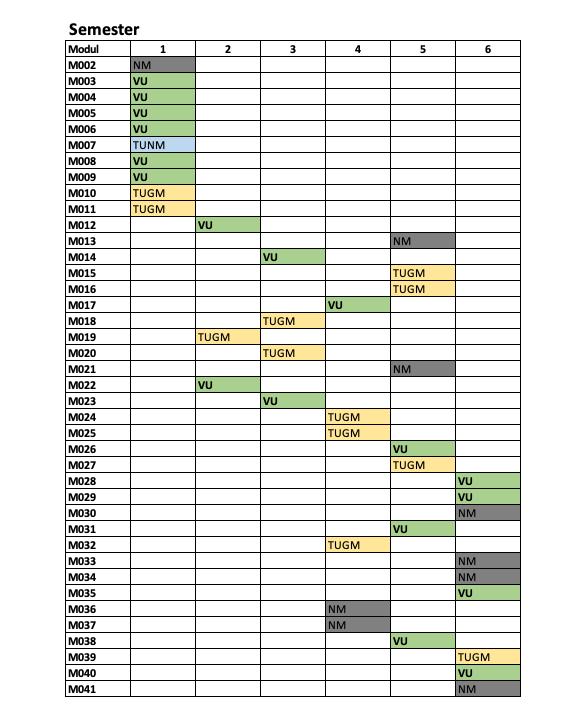 Semester
Modul 1 2 3 4 5 6
M002 NM
M003 VU
M004 VU
M005 VU
M006 VU
M007 TUNM
M008 VU
M009 VU
M010 TUGM
M011 TUGM
M012 VU
M013 NM
M014 VU
M015 TUGM
M016 TUGM
M017 VU
M018 TUGM
M019 TUGM
M020 TUGM
M021 NM
M022 VU
M023 VU
M024 TUGM
M025 TUGM
M026 VU
M027 TUGM
M028 VU
M029 VU
M030 NM
M031 VU
M032 TUGM
M033 NM
M034 NM
M035 VU
M036 NM
M037 NM
M038 VU
M039 TUGM
M040 VU
M041 NM